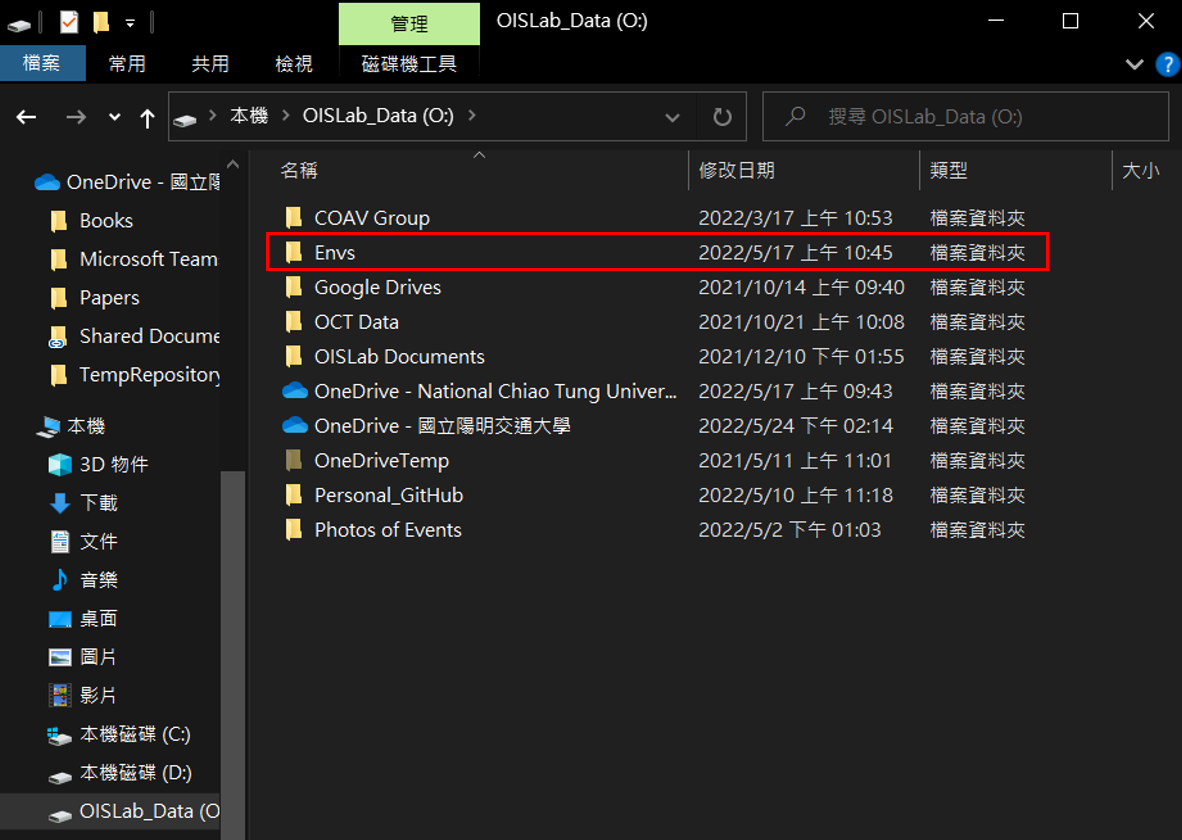 管理 OISLab_Data (O:)
檔案 常用 共用 檢視 磁碟機工具 ?
本機 OISLab_Data (O:) 搜尋 OISLab_Data (O:)
OneDrive - 國立陽
Books
Microsoft Team
Papers
Shared Docume
TempRepository
本機
3D 物件
下載
文件
音樂
桌面
圖片
影片
本機磁碟 (C:)
本機磁碟 (D:)
OISLab_Data (O
名稱 修改日期 類型 大小
COAV Group 2022/3/17 上午 10:53 檔案資料夾
Envs 2022/5/17 上午 10:45 檔案資料夾
Google Drives 2021/10/14 上午 09:40 檔案資料夾
OCT Data 2021/10/21 上午 10:08 檔案資料夾
OISLab Documents 2021/12/10 下午 01:55 檔案資料夾
OneDrive - National Chiao Tung Univer... 2022/5/17 上午 09:43 檔案資料夾
OneDrive - 國立陽明交通大學 2022/5/24 下午 02:14 檔案資料夾
OneDriveTemp 2021/5/11 上午 11:01 檔案資料夾
Personal_GitHub 2022/5/10 上午 11:18 檔案資料夾
Photos of Events 2022/5/2 下午 01:03 檔案資料夾